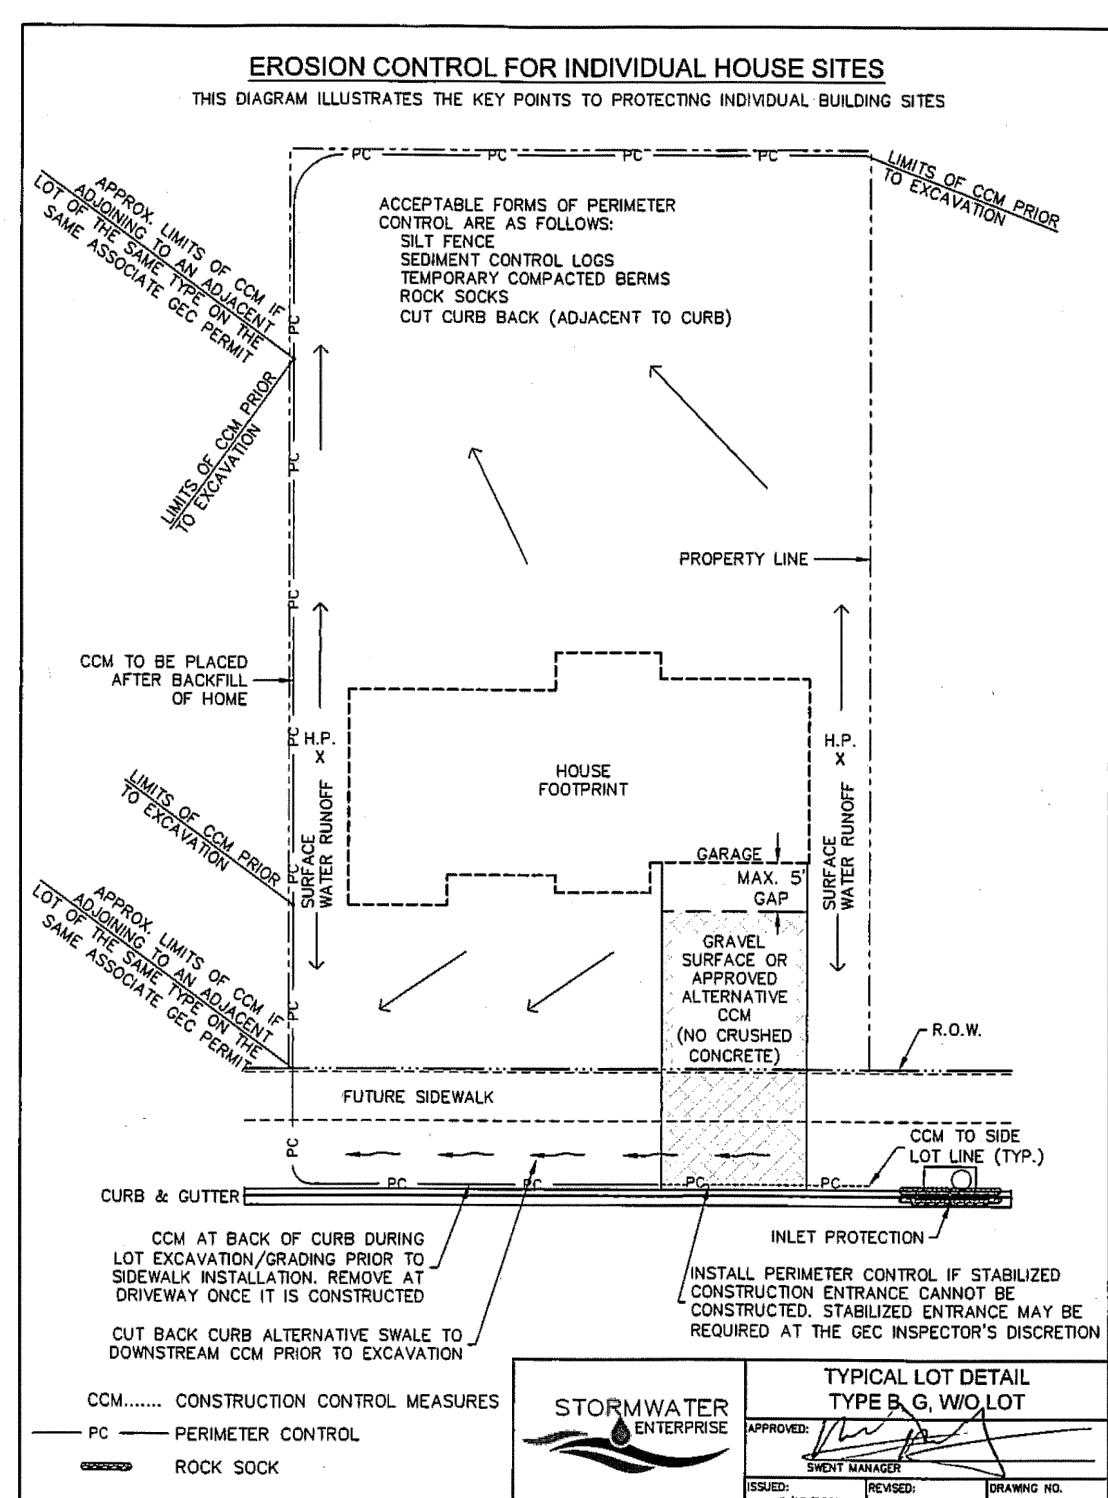 EROSION CONTROL FOR INDIVIDUAL HOUSE SITES
THIS DIAGRAM ILLUSTRATES THE KEY POINTS TO PROTECTING INDIVIDUAL BUILDING SITES
PC PC PC PC
LIMITS OF CCM PRIOR
TO EXCAVATION
APPROX. LIMITS OF CCM IF
ADJOINING TO AN ADJACENT
LOT OF THE SAME TYPE ON THE
SAME ASSOCIATE GEC PERMIT
ACCEPTABLE FORMS OF PERIMETER
CONTROL ARE AS FOLLOWS:
SILT FENCE
SEDIMENT CONTROL LOGS
TEMPORARY COMPACTED BERMS
ROCK SOCKS
CUT CURB BACK (ADJACENT TO CURB)
PC
LIMITS OF CCM PRIOR
TO EXCAVATION
PC
PROPERTY LINE
PC
CCM TO BE PLACED
AFTER BACKFILL
OF HOME
PC
H.P.
X
SURFACE
WATER RUNOFF
HOUSE
FOOTPRINT
H.P.
X
SURFACE
WATER RUNOFF
LIMITS OF CCM PRIOR
TO EXCAVATION
PC
GARAGE
MAX. 5'
GAP
APPROX. LIMITS OF CCM IF
ADJOINING TO AN ADJACENT
LOT OF THE SAME TYPE ON THE
SAME ASSOCIATE GEC PERMIT
PC
GRAVEL
SURFACE OR
APPROVED
ALTERNATIVE
CCM
(NO CRUSHED
CONCRETE)
R.O.W.
FUTURE SIDEWALK
PC
CCM TO SIDE
LOT LINE (TYP.)
PC PC PC PC
CURB & GUTTER
INLET PROTECTION
CCM AT BACK OF CURB DURING
LOT EXCAVATION/GRADING PRIOR TO
SIDEWALK INSTALLATION. REMOVE AT
DRIVEWAY ONCE IT IS CONSTRUCTED
INSTALL PERIMETER CONTROL IF STABILIZED
CONSTRUCTION ENTRANCE CANNOT BE
CONSTRUCTED. STABILIZED ENTRANCE MAY BE
REQUIRED AT THE GEC INSPECTOR'S DISCRETION
CUT BACK CURB ALTERNATIVE SWALE TO
DOWNSTREAM CCM PRIOR TO EXCAVATION
CCM....... CONSTRUCTION CONTROL MEASURES
PC PERIMETER CONTROL
ROCK SOCK
STORMWATER
ENTERPRISE
TYPICAL LOT DETAIL
TYPE B, G, W/O LOT
APPROVED:
SWENT MANAGER
ISSUED:
REVISED:
DRAWING NO.